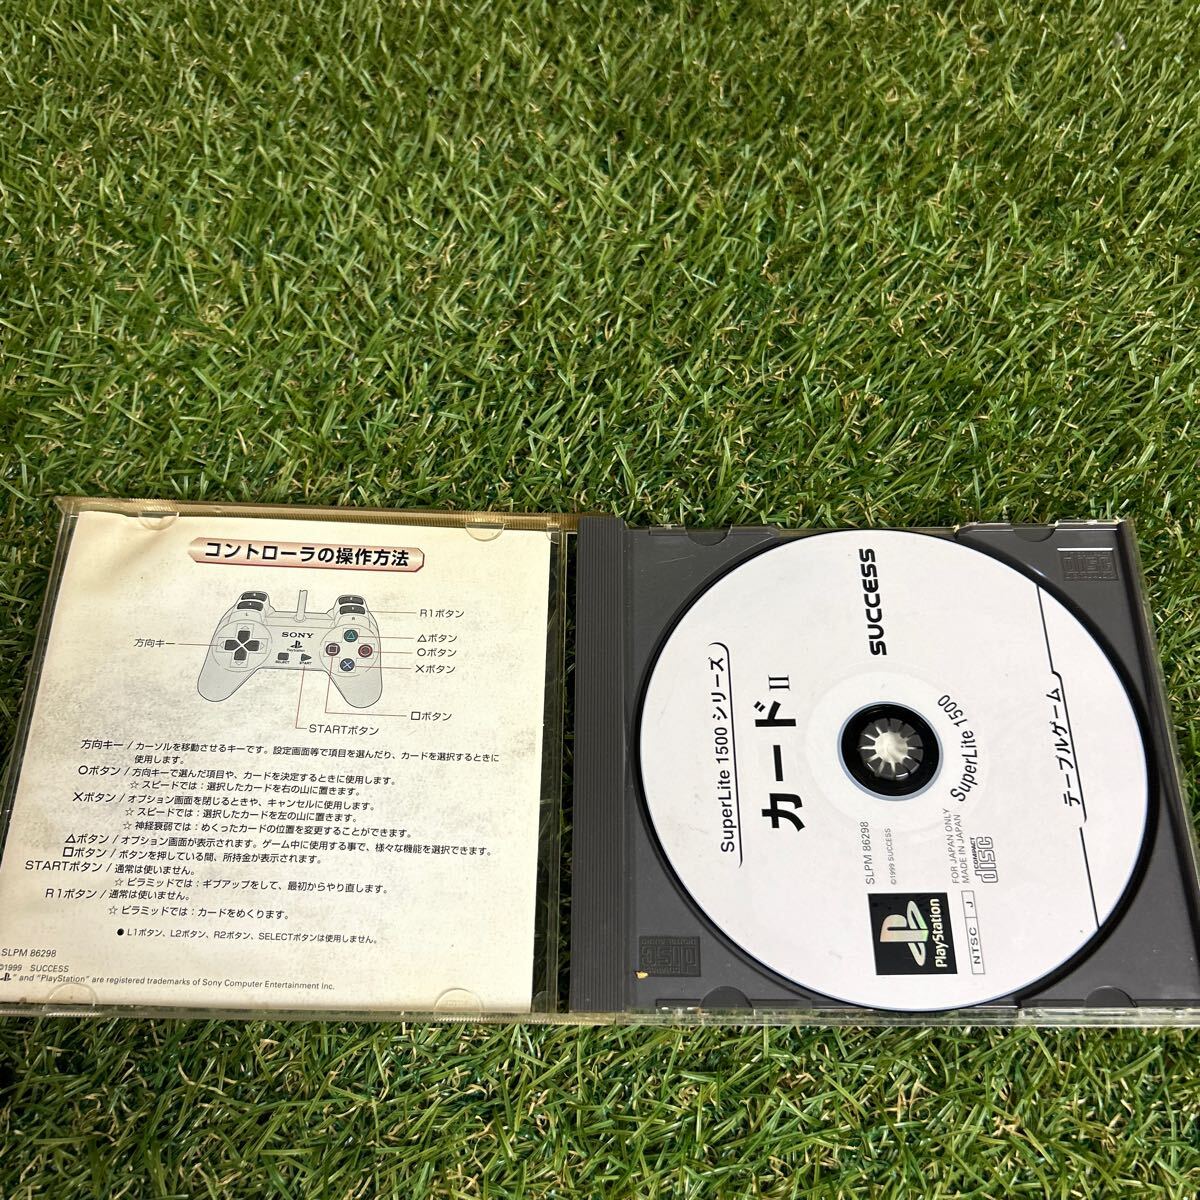 コントローラの操作方法
R1ボタン
方向キー
△ボタン
○ボタン
×ボタン
□ボタン
STARTボタン
L
R
SONY
PlayStation
SELECT
START
方向キー / カーソルを移動させるキーです。設定画面等で項目を選んだり、カードを選択するときに
使用します。
○ボタン / 方向キーで選んだ項目や、カードを決定するときに使用します。
☆ スピードでは：選択したカードを右の山に置きます。
×ボタン / オプション画面を閉じるときや、キャンセルに使用します。
☆ スピードでは：選択したカードを左の山に置きます。
☆ 神経衰弱では：めくったカードの位置を変更することができます。
△ボタン / オプション画面が表示されます。ゲーム中に使用する事で、様々な機能を選択できます。
□ボタン / ボタンを押している間、所持金が表示されます。
STARTボタン / 通常は使いません。
☆ ピラミッドでは：ギブアップをして、最初からやり直します。
R1ボタン / 通常は使いません。
☆ ピラミッドでは：カードをめくります。
● L1ボタン、L2ボタン、R2ボタン、SELECTボタンは使用しません。
SLPM 86298
©1999 SUCCESS
" and "PlayStation" are registered trademarks of Sony Computer Entertainment Inc.
SuperLite 1500 シリーズ
カード II
SUCCESS
SLPM 86298
©1999 SUCCESS
FOR JAPAN ONLY
MADE IN JAPAN
SuperLite 1500
COMPACT
disc
テーブルゲーム
PlayStation
NTSC J
disc
disc